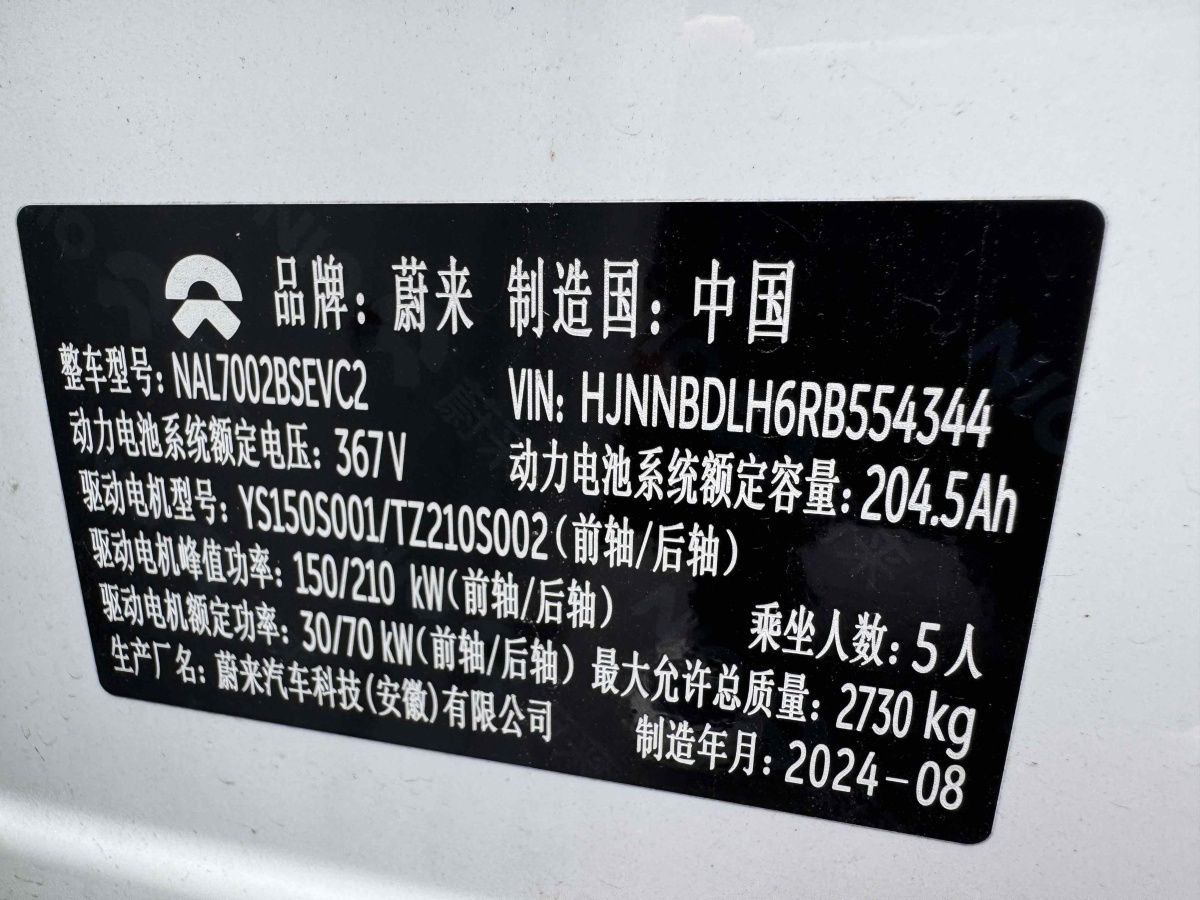 品牌：蔚来 制造国：中国
整车型号：NAL7002BSEVC2 VIN：HJNNBDLH6RB554344
动力电池系统额定电压：367V 动力电池系统额定容量：204.5Ah
驱动电机型号：YS150S001/TZ210S002(前轴/后轴)
驱动电机峰值功率：150/210 kW(前轴/后轴) 乘坐人数：5人
驱动电机额定功率：30/70 kW(前轴/后轴) 最大允许总质量：2730 kg
生产厂名：蔚来汽车科技(安徽)有限公司 制造年月：2024-08